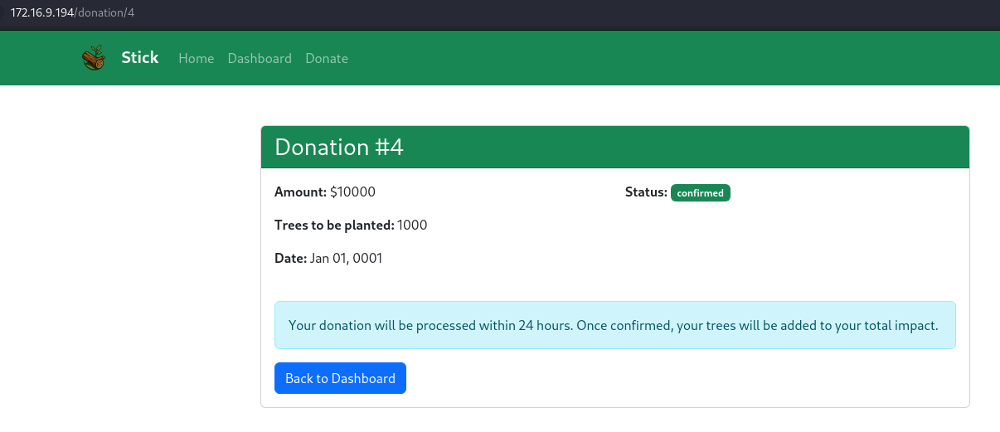 172.16.9.194/donation/4
Stick Home Dashboard Donate
Donation #4
Amount: $10000 Status: confirmed
Trees to be planted: 1000
Date: Jan 01, 0001
Your donation will be processed within 24 hours. Once confirmed, your trees will be added to your total impact.
Back to Dashboard